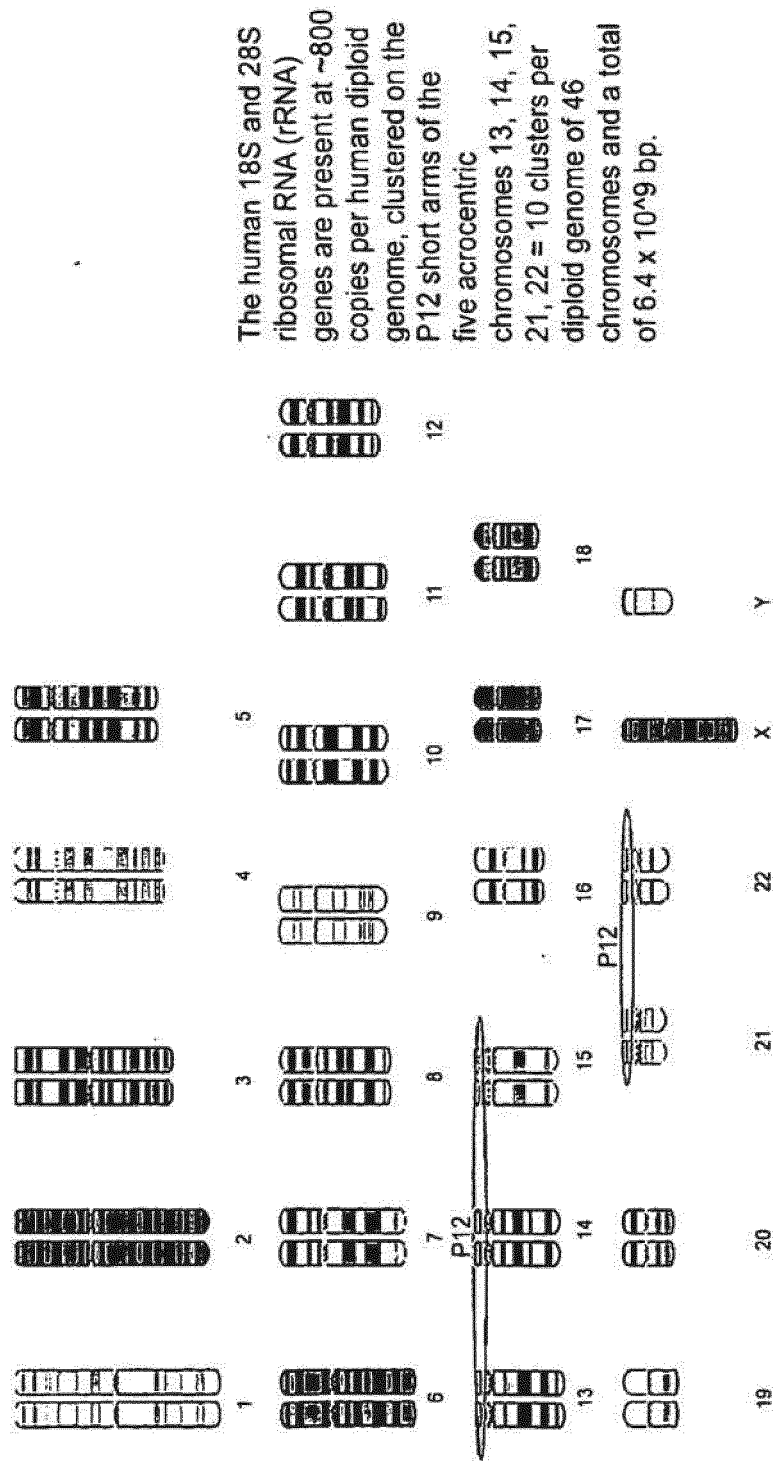 The human 18S and 28S
ribosomal RNA (rRNA)
genes are present at ~800
copies per human diploid
genome, clustered on the
P12 short arms of the
five acrocentric
chromosomes 13, 14, 15,
21, 22 = 10 clusters per
diploid genome of 46
chromosomes and a total
of 6.4 x 10^9 bp.
1 2 3 4 5
6 7 8 9 10 11 12
P12
13 14 15 16 17 18
P12
19 20 21 22 X Y